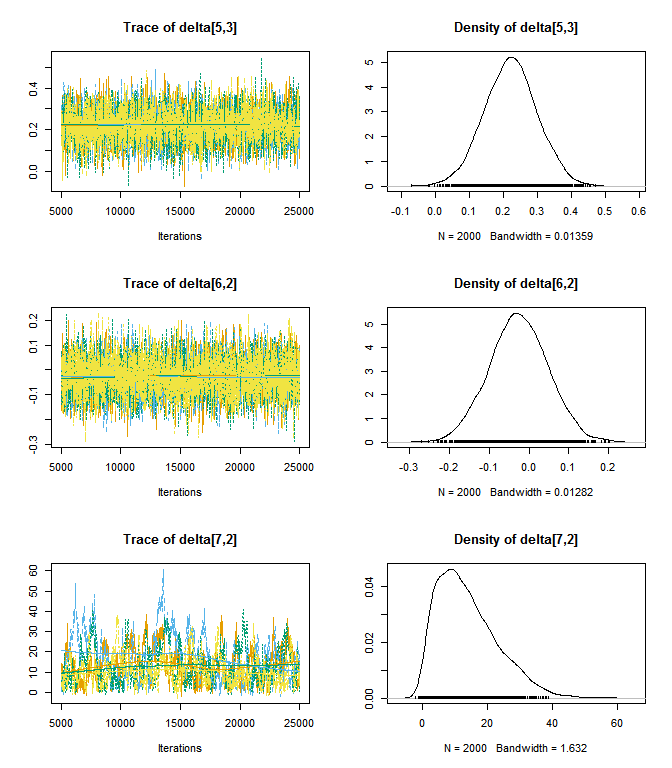 Trace of delta[5,3]
0.0 0.2 0.4
5000 10000 15000 20000 25000
Iterations
Density of delta[5,3]
0 1 2 3 4 5
-0.1 0.0 0.1 0.2 0.3 0.4 0.5 0.6
N = 2000 Bandwidth = 0.01359
Trace of delta[6,2]
-0.3 -0.1 0.1 0.2
5000 10000 15000 20000 25000
Iterations
Density of delta[6,2]
0 1 2 3 4 5
-0.3 -0.2 -0.1 0.0 0.1 0.2
N = 2000 Bandwidth = 0.01282
Trace of delta[7,2]
0 10 20 30 40 50 60
5000 10000 15000 20000 25000
Iterations
Density of delta[7,2]
0.00 0.02 0.04
0 20 40 60
N = 2000 Bandwidth = 1.632